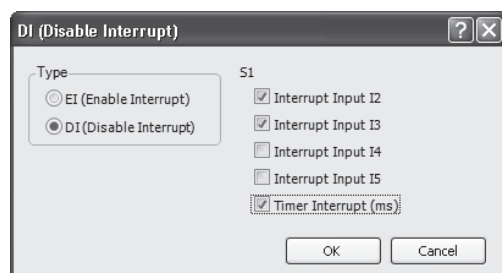 DI (Disable Interrupt)
Type
EI (Enable Interrupt)
DI (Disable Interrupt)
S1
Interrupt Input I2
Interrupt Input I3
Interrupt Input I4
Interrupt Input I5
Timer Interrupt (ms)
OK
Cancel